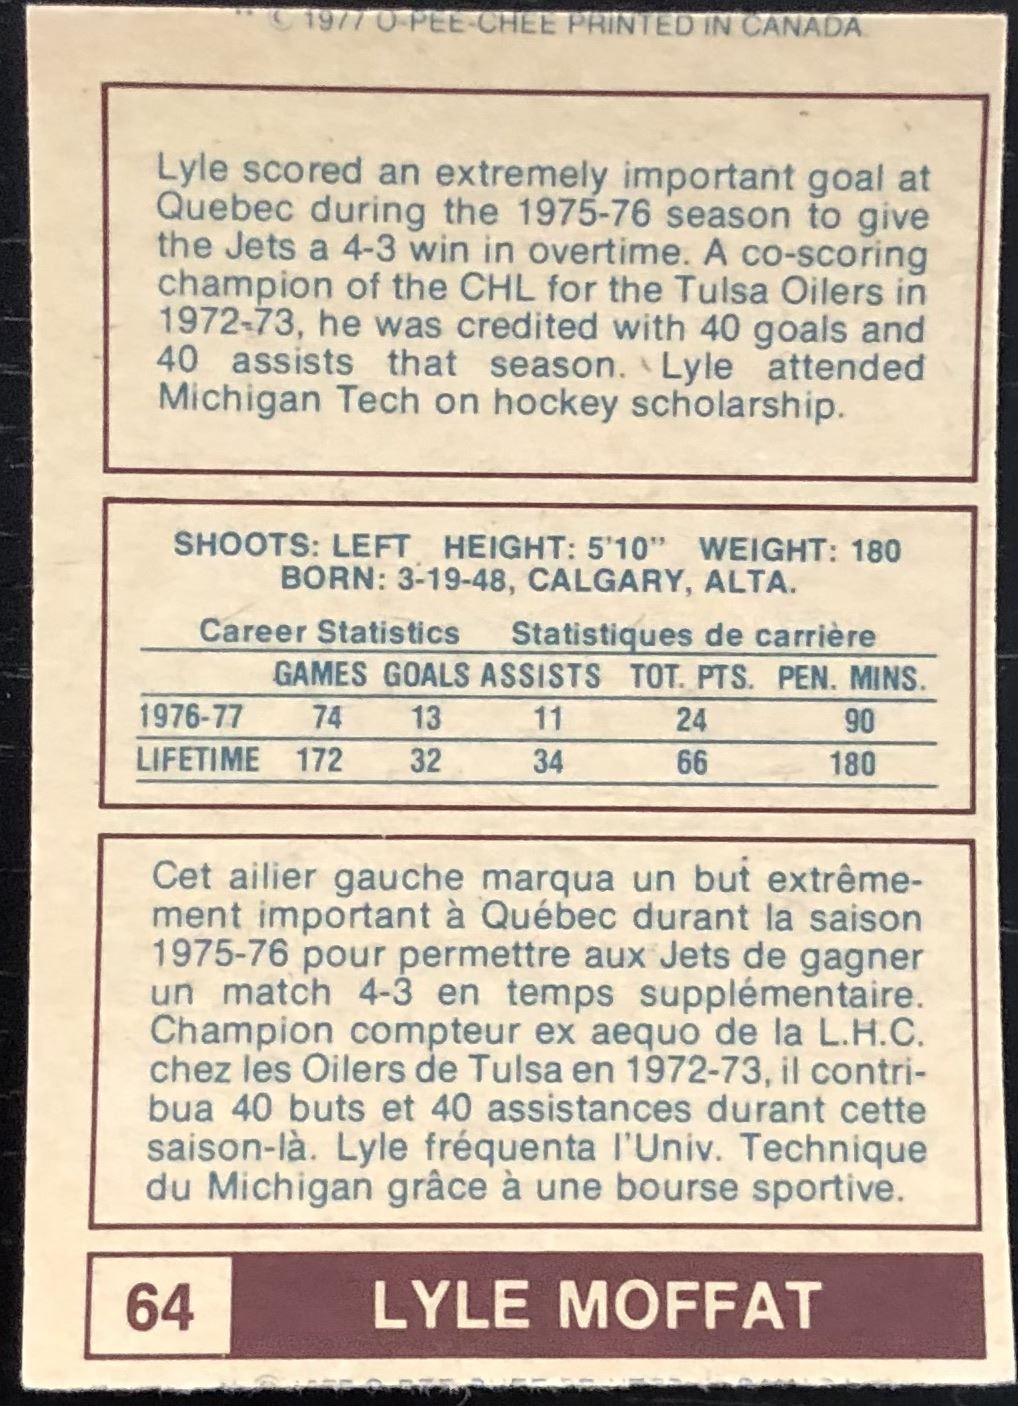 © 1977 O-PEE-CHEE PRINTED IN CANADA
Lyle scored an extremely important goal at
Quebec during the 1975-76 season to give
the Jets a 4-3 win in overtime. A co-scoring
champion of the CHL for the Tulsa Oilers in
1972-73, he was credited with 40 goals and
40 assists that season. Lyle attended
Michigan Tech on hockey scholarship.
SHOOTS: LEFT HEIGHT: 5'10" WEIGHT: 180
BORN: 3-19-48, CALGARY, ALTA.
Career Statistics Statistiques de carrière
GAMES GOALS ASSISTS TOT. PTS. PEN. MINS.
1976-77 74 13 11 24 90
LIFETIME 172 32 34 66 180
Cet ailier gauche marqua un but extrême-
ment important à Québec durant la saison
1975-76 pour permettre aux Jets de gagner
un match 4-3 en temps supplémentaire.
Champion compteur ex aequo de la L.H.C.
chez les Oilers de Tulsa en 1972-73, il contri-
bua 40 buts et 40 assistances durant cette
saison-là. Lyle fréquenta l'Univ. Technique
du Michigan grâce à une bourse sportive.
64 LYLE MOFFAT